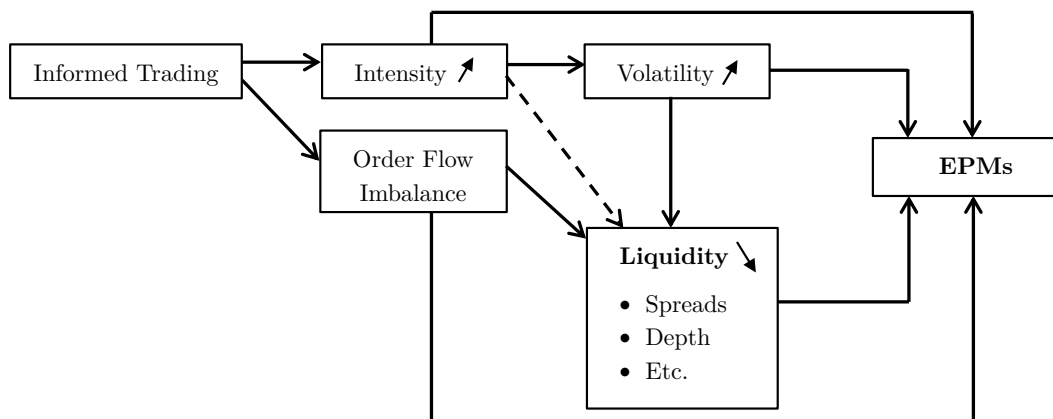 Informed Trading
Intensity
Volatility
Order Flow
Imbalance
EPMs
Liquidity
• Spreads
• Depth
• Etc.